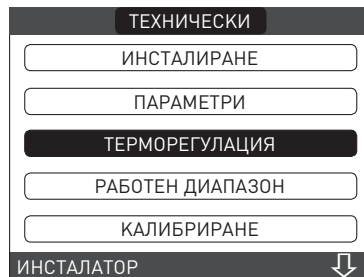 ТЕХНИЧЕСКИ
ИНСТАЛИРАНЕ
ПАРАМЕТРИ
ТЕРМОРЕГУЛАЦИЯ
РАБОТЕН ДИАПАЗОН
КАЛИБРИРАНЕ
ИНСТАЛАТОР